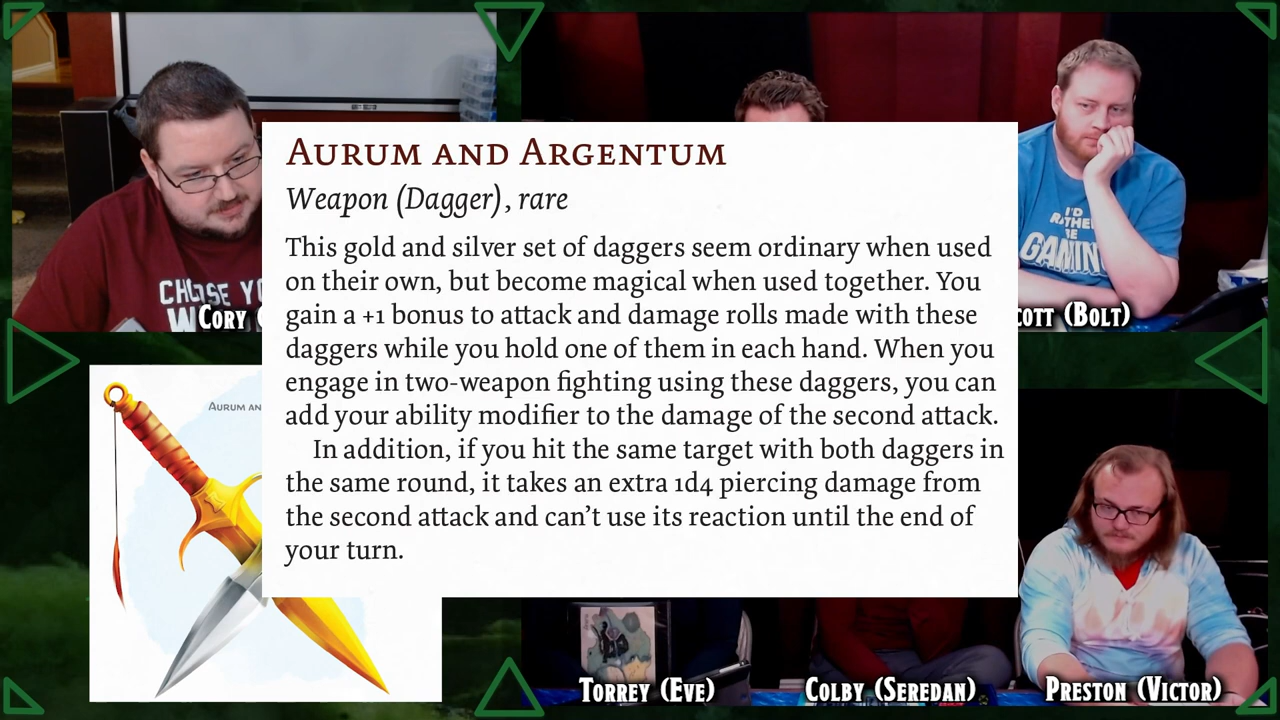 Aurum and Argentum
Weapon (Dagger), rare
This gold and silver set of daggers seem ordinary when used
on their own, but become magical when used together. You
gain a +1 bonus to attack and damage rolls made with these
daggers while you hold one of them in each hand. When you
engage in two-weapon fighting using these daggers, you can
add your ability modifier to the damage of the second attack.
In addition, if you hit the same target with both daggers in
the same round, it takes an extra 1d4 piercing damage from
the second attack and can't use its reaction until the end of
your turn.
CHOOSE YO
W
Cory (
I'D
RATHER
BE
GAMING
cott (Bolt)
Aurum an
Torrey (Eve)
Colby (Seredan)
Preston (Victor)